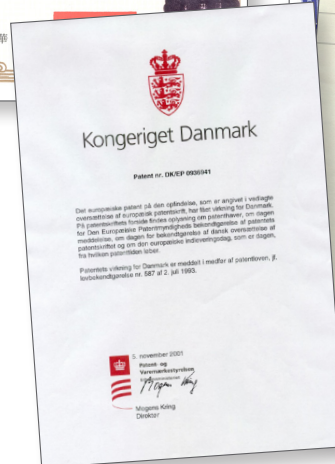 華
Kongeriget Danmark
Patent nr. DK/EP 0936941
Det europæiske patent på den opfindelse, som er angivet i vedlagte
oversættelse af europæisk patentskrift, har fået virkning for Danmark.
På patentskriftets forside findes oplysning om patenthaver, om dagen
for Den Europæiske Patentmyndigheds bekendtgørelse af patentets
meddelelse, om dagen for bekendtgørelse af dansk oversættelse af
patentskriftet og om den europæiske indleveringsdag, som er dagen,
fra hvilken patenttiden løber.
Patentets virkning for Danmark er meddelt i medfør af patentloven, jf.
lovbekendtgørelse nr. 587 af 2. juli 1993.
5. november 2001
Patent- og
Varemærkestyrelsen
Mogens Kring
Mogens Kring
Direktør